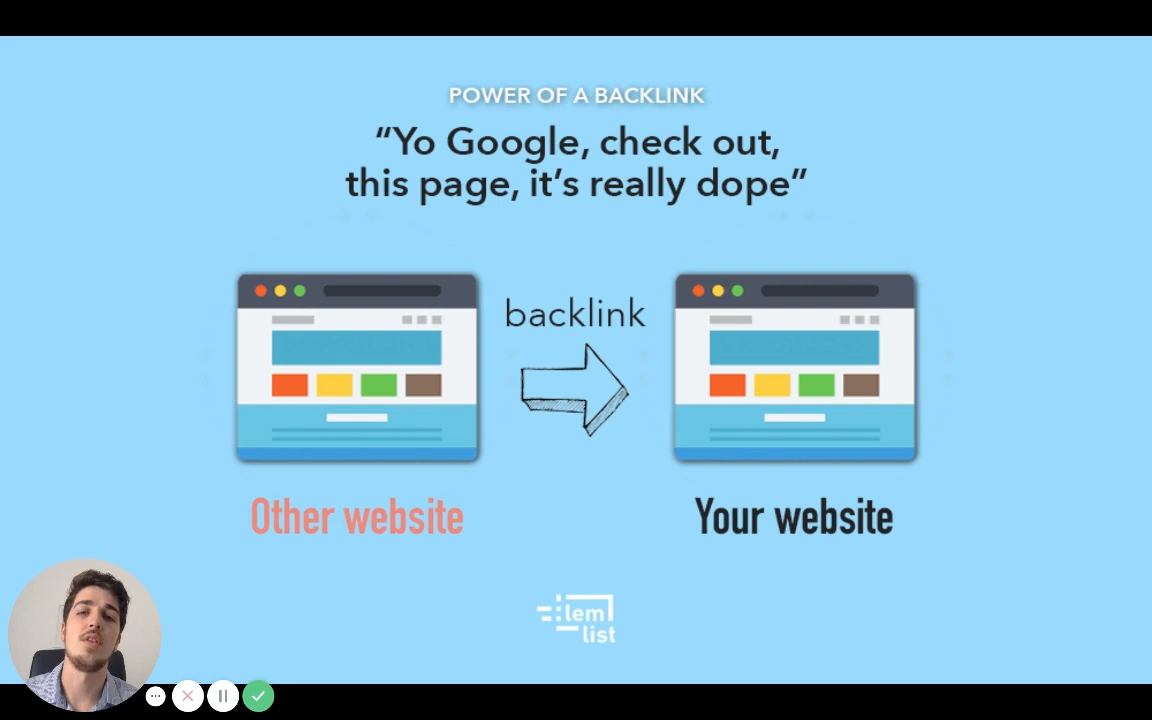 POWER OF A BACKLINK
“Yo Google, check out,
this page, it’s really dope”
backlink
Other website
Your website
lem
list